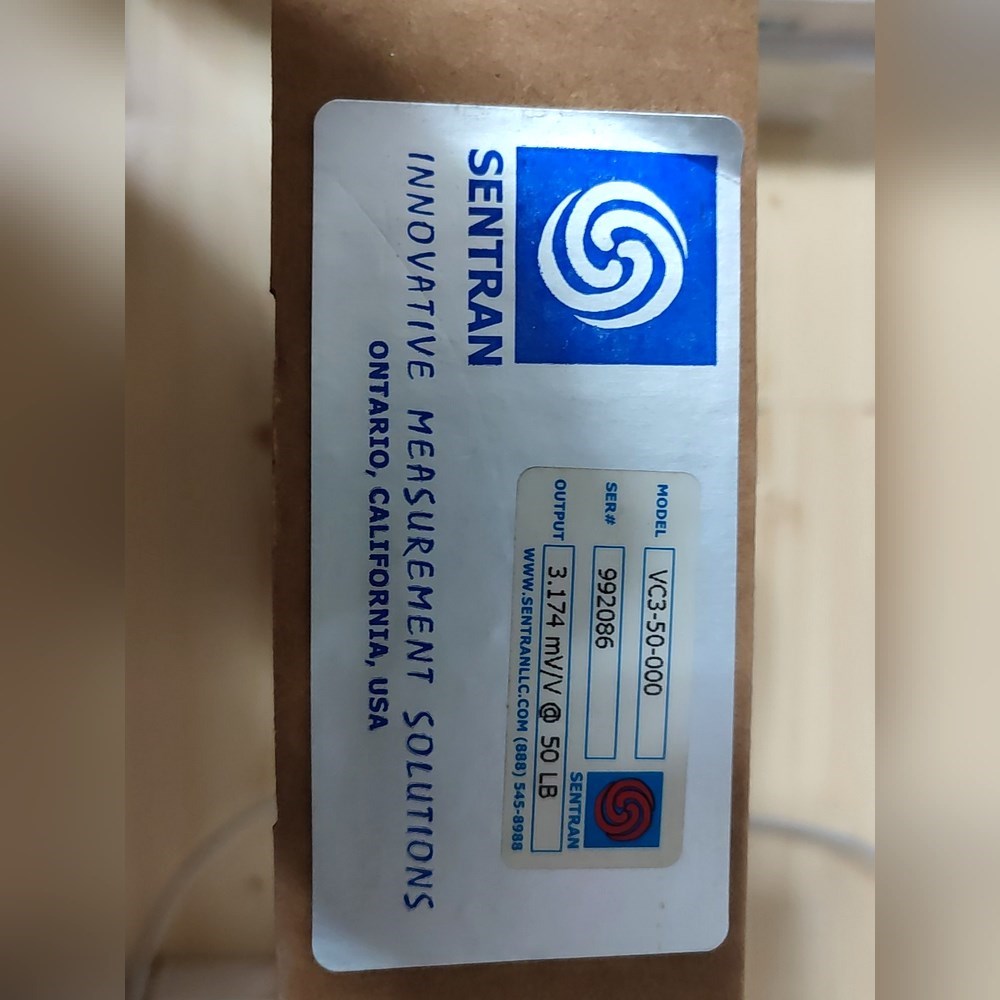 SENTRAN
INNOVATIVE MEASUREMENT SOLUTIONS
ONTARIO, CALIFORNIA, USA
MODEL VC3-50-000
SER# 992086
OUTPUT 3.174 mV/V @ 50 LB
SENTRAN
WWW.SENTRANLLC.COM (888) 545-8988